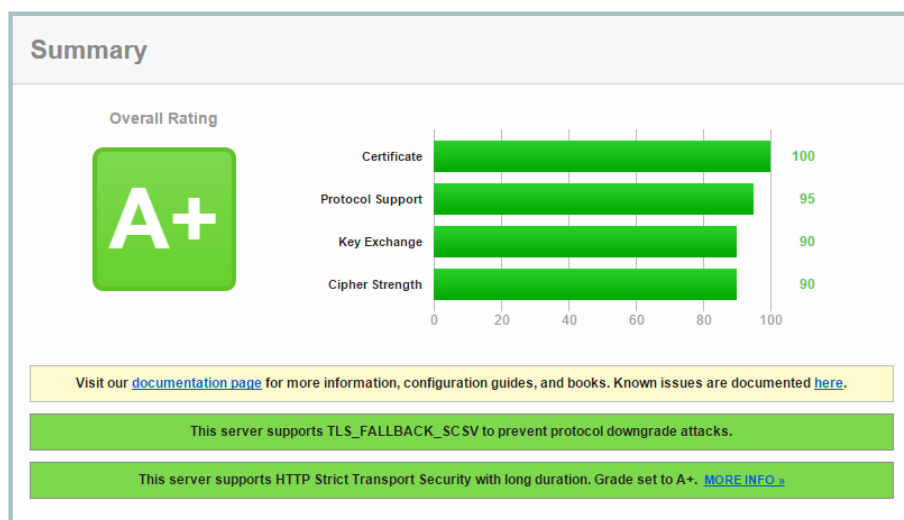 Summary
Overall Rating
A+
Certificate 100
Protocol Support 95
Key Exchange 90
Cipher Strength 90
0 20 40 60 80 100
Visit our documentation page for more information, configuration guides, and books. Known issues are documented here.
This server supports TLS_FALLBACK_SCSV to prevent protocol downgrade attacks.
This server supports HTTP Strict Transport Security with long duration. Grade set to A+. MORE INFO »